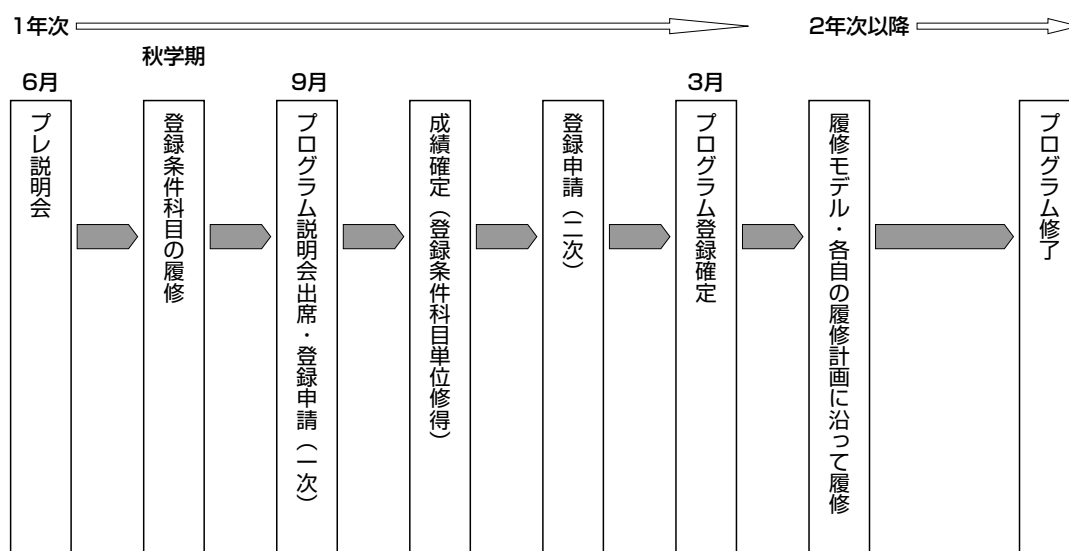 1年次
2年次以降
秋学期
6月
9月
3月
プレ説明会
登録条件科目の履修
プログラム説明会出席・登録申請(一次)
成績確定(登録条件科目単位修得)
登録申請(二次)
プログラム登録確定
履修モデル・各自の履修計画に沿って履修
プログラム修了